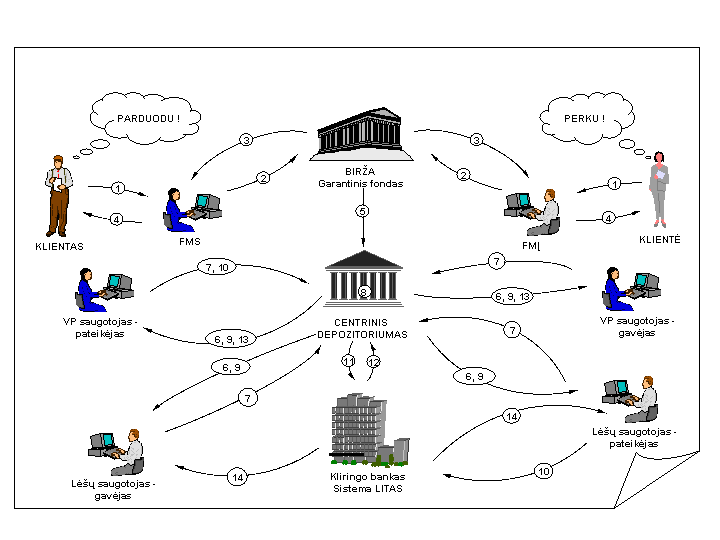 PARDUODU !
PERKU !
3
3
BIRŽA
Garantinis fondas
2
2
1
1
4
4
KLIENTAS
FMS
5
FMĮ
KLIENTĖ
7, 10
7
8
6, 9, 13
VP saugotojas -
pateikėjas
CENTRINIS
DEPOZITORIUMAS
VP saugotojas -
gavėjas
6, 9, 13
7
6, 9
11
12
6, 9
7
14
Lėšų saugotojas -
pateikėjas
Lėšų saugotojas -
gavėjas
14
Kliringo bankas
Sistema LITAS
10